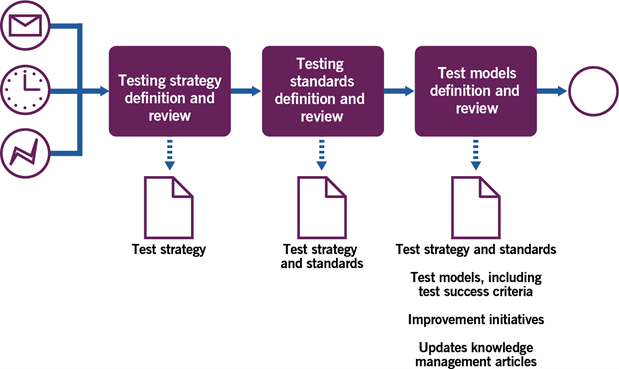 Testing strategy
definition and
review
Testing
standards
definition and
review
Test models
definition and
review
Test strategy
Test strategy
and standards
Test strategy and standards
Test models, including
test success criteria
Improvement initiatives
Updates knowledge
management articles